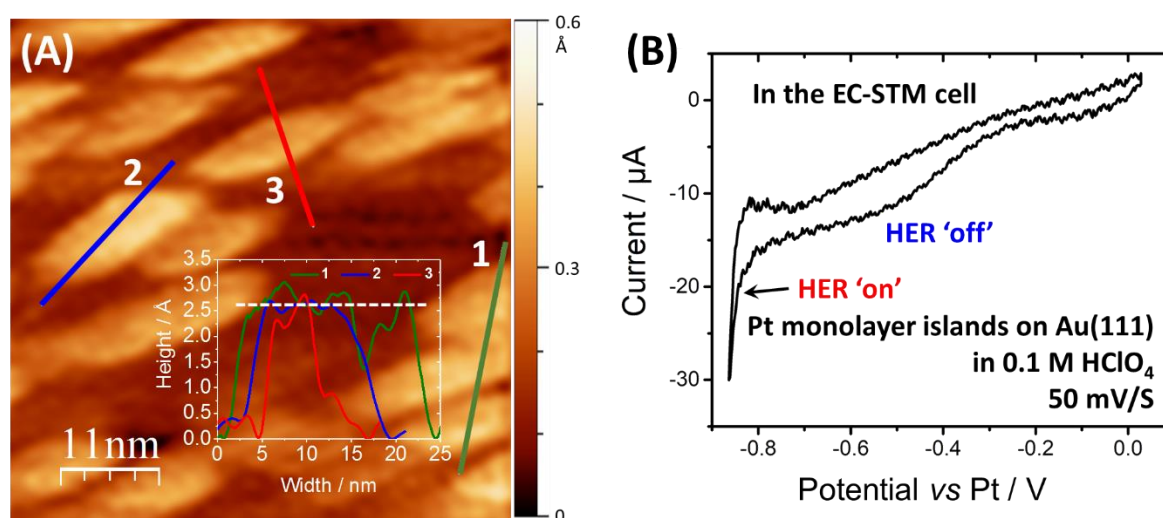 (A)
0.6
Å
0.3
0
2
3
1
11nm
1 2 3
3.5
3.0
2.5
2.0
1.5
1.0
0.5
0.0
Height / Å
0 5 10 15 20 25
Width / nm
(B)
In the EC-STM cell
HER ‘off’
HER ‘on’
Pt monolayer islands on Au(111)
in 0.1 M HClO₄
50 mV/S
0
-10
-20
-30
Current / µA
-0.8 -0.6 -0.4 -0.2 0.0
Potential vs Pt / V